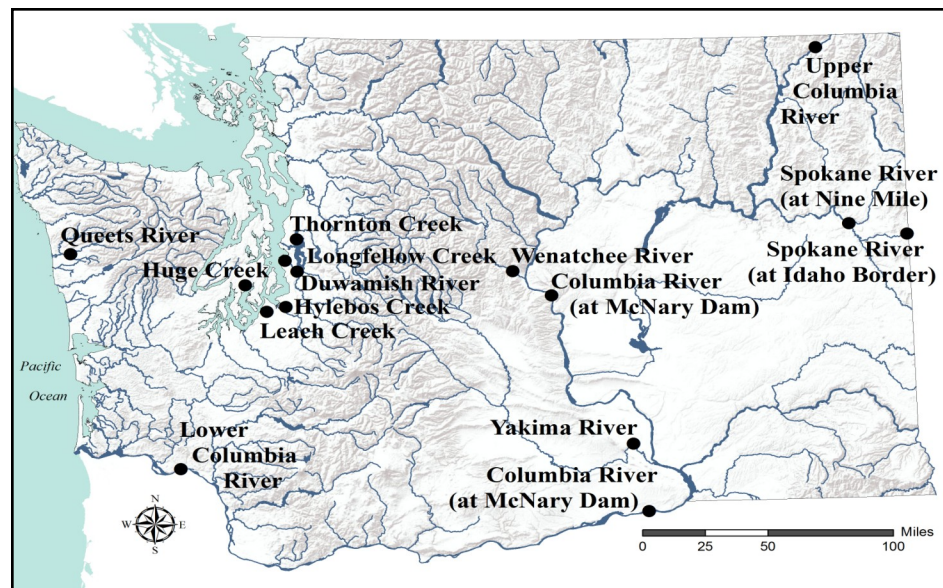 Upper
Columbia
River
Spokane River
(at Nine Mile)
Spokane River
(at Idaho Border)
Thornton Creek
Queets River
Longfellow Creek
Wenatchee River
Huge Creek
Duwamish River
Columbia River
(at McNary Dam)
Hylebos Creek
Leach Creek
Pacific
Ocean
Lower
Columbia
River
Yakima River
Columbia River
(at McNary Dam)
N
W E
S
Miles
0 25 50 100